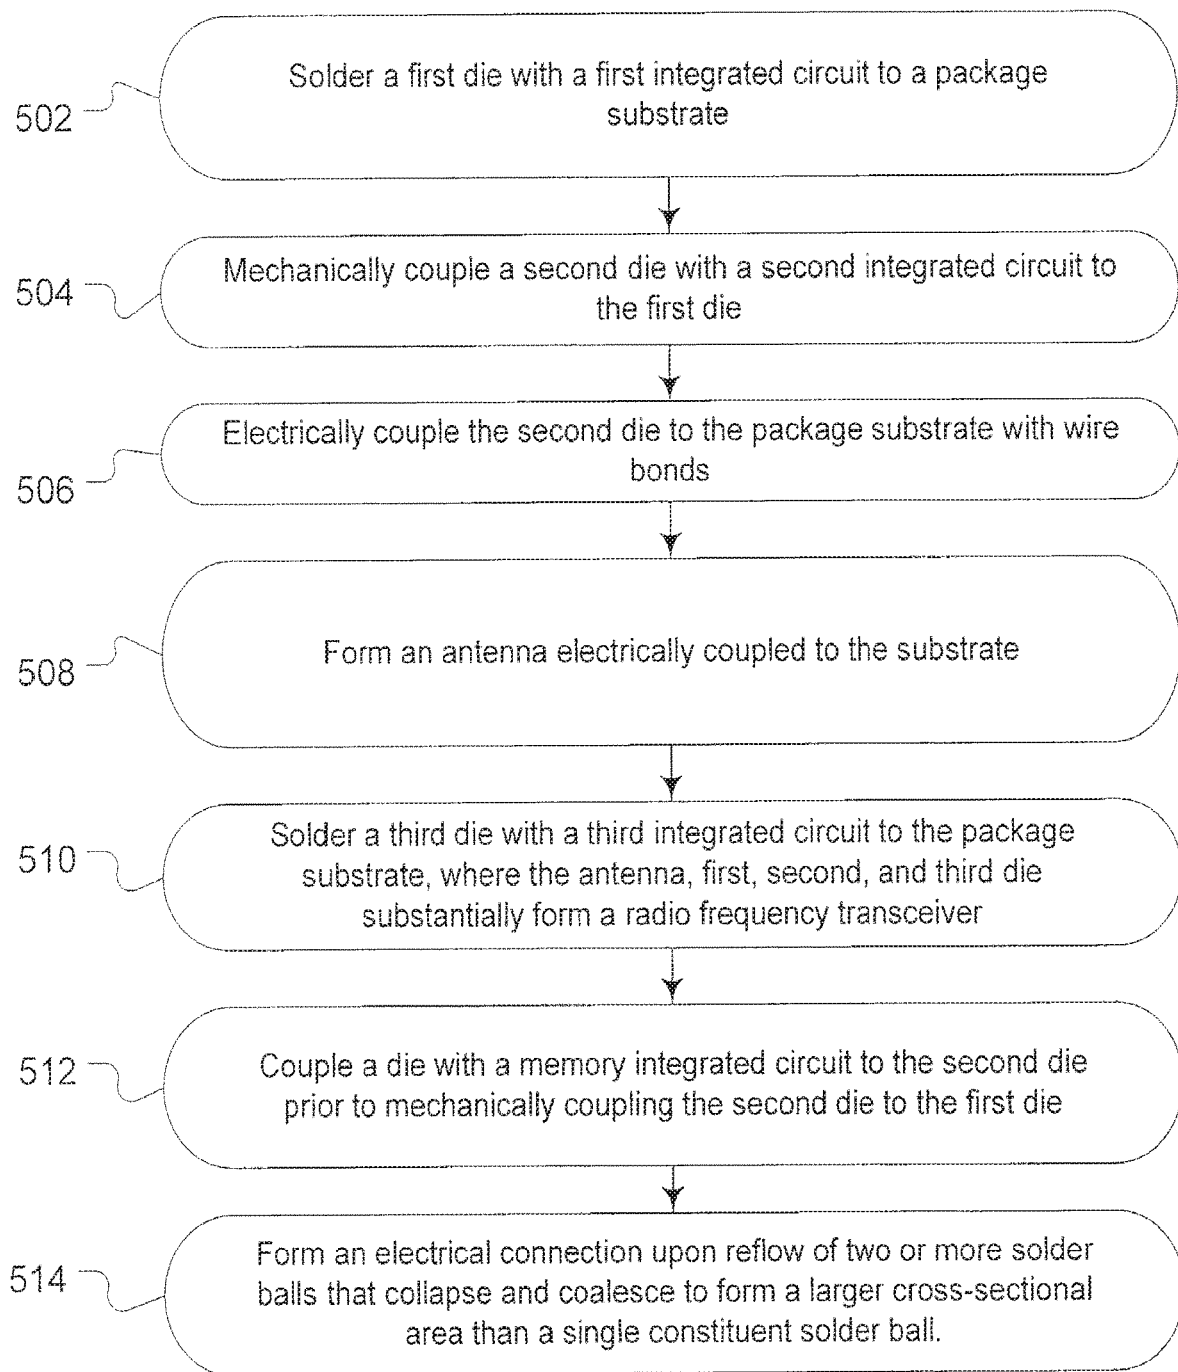 Solder a first die with a first integrated circuit to a package
substrate
502
Mechanically couple a second die with a second integrated circuit to
the first die
504
Electrically couple the second die to the package substrate with wire
bonds
506
Form an antenna electrically coupled to the substrate
508
Solder a third die with a third integrated circuit to the package
substrate, where the antenna, first, second, and third die
substantially form a radio frequency transceiver
510
Couple a die with a memory integrated circuit to the second die
prior to mechanically coupling the second die to the first die
512
Form an electrical connection upon reflow of two or more solder
balls that collapse and coalesce to form a larger cross-sectional
area than a single constituent solder ball.
514